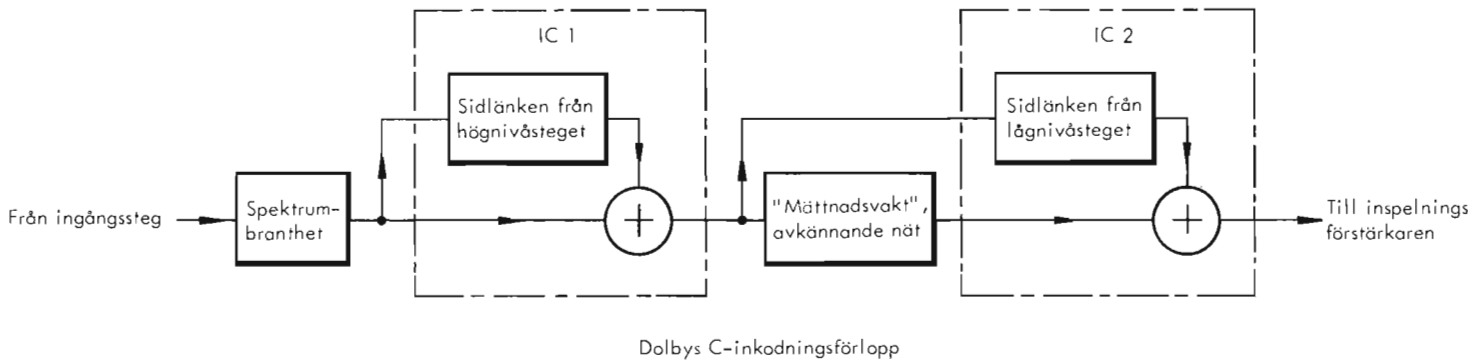 IC 1
IC 2
Sidlänken från
högnivåsteget
Sidlänken från
lågnivåsteget
Från ingångssteg
Spektrum-
branthet
"Mättnadsvakt",
avkännande nät
Till inspelnings
förstärkaren
Dolbys C-inkodningsförlopp